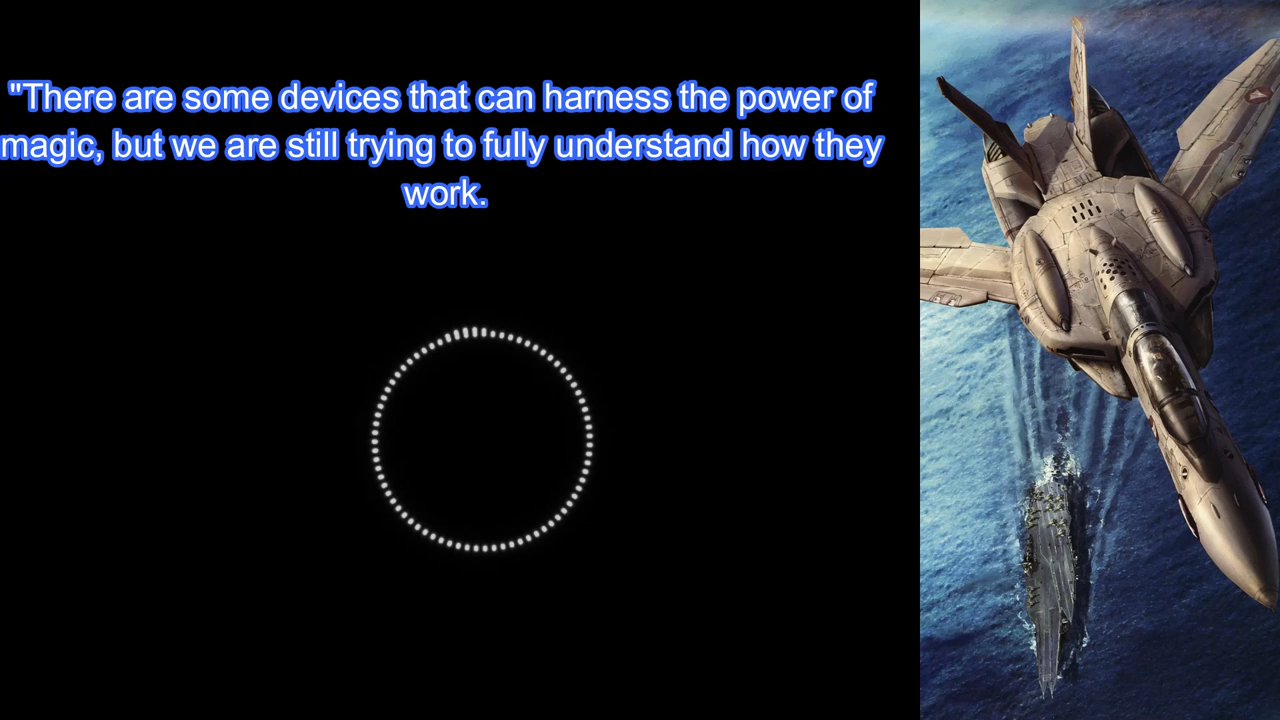 "There are some devices that can harness the power of
magic, but we are still trying to fully understand how they
work.